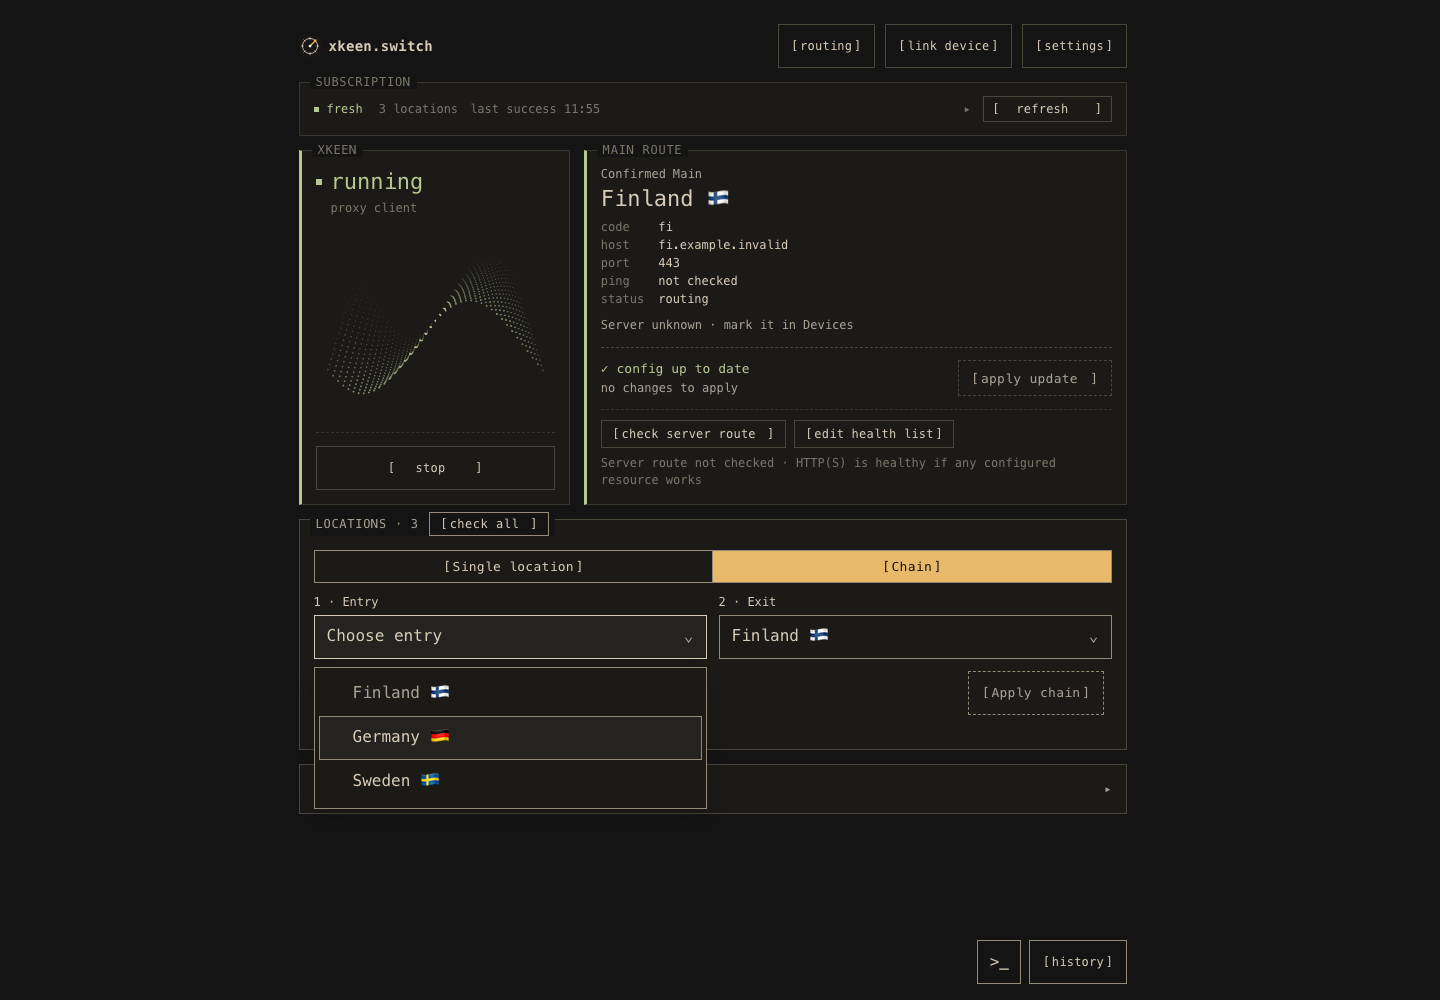 xkeen.switch
[routing] [link device] [settings]
SUBSCRIPTION
fresh 3 locations last success 11:55 ▸ [ refresh ]
XKEEN
running
proxy client
[ stop ]
MAIN ROUTE
Confirmed Main
Finland 🇫🇮
code fi
host fi.example.invalid
port 443
ping not checked
status routing
Server unknown · mark it in Devices
✓ config up to date
no changes to apply
[apply update ]
[check server route ] [edit health list]
Server route not checked · HTTP(S) is healthy if any configured
resource works
LOCATIONS · 3 [check all ]
[Single location] [Chain]
1 · Entry
Choose entry
2 · Exit
Finland 🇫🇮
Finland 🇫🇮
Germany 🇩🇪
Sweden 🇸🇪
[Apply chain]
▸
>_ [history]